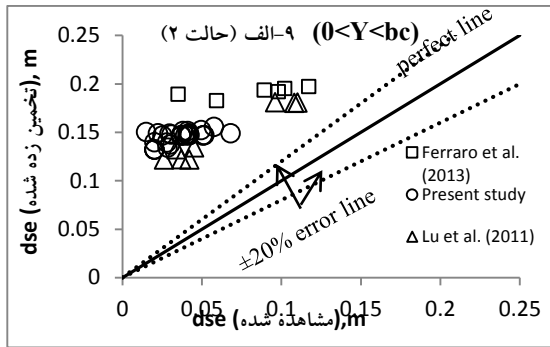 ۹-الف (حالت ۲) (0<Y<bc)
dse (تخمین زده شده), m
0.25
0.2
0.15
0.1
0.05
0
perfect line
±20% error line
Ferraro et al. (2013)
Present study
Lu et al. (2011)
0 0.05 0.1 0.15 0.2 0.25
dse (مشاهده شده),m